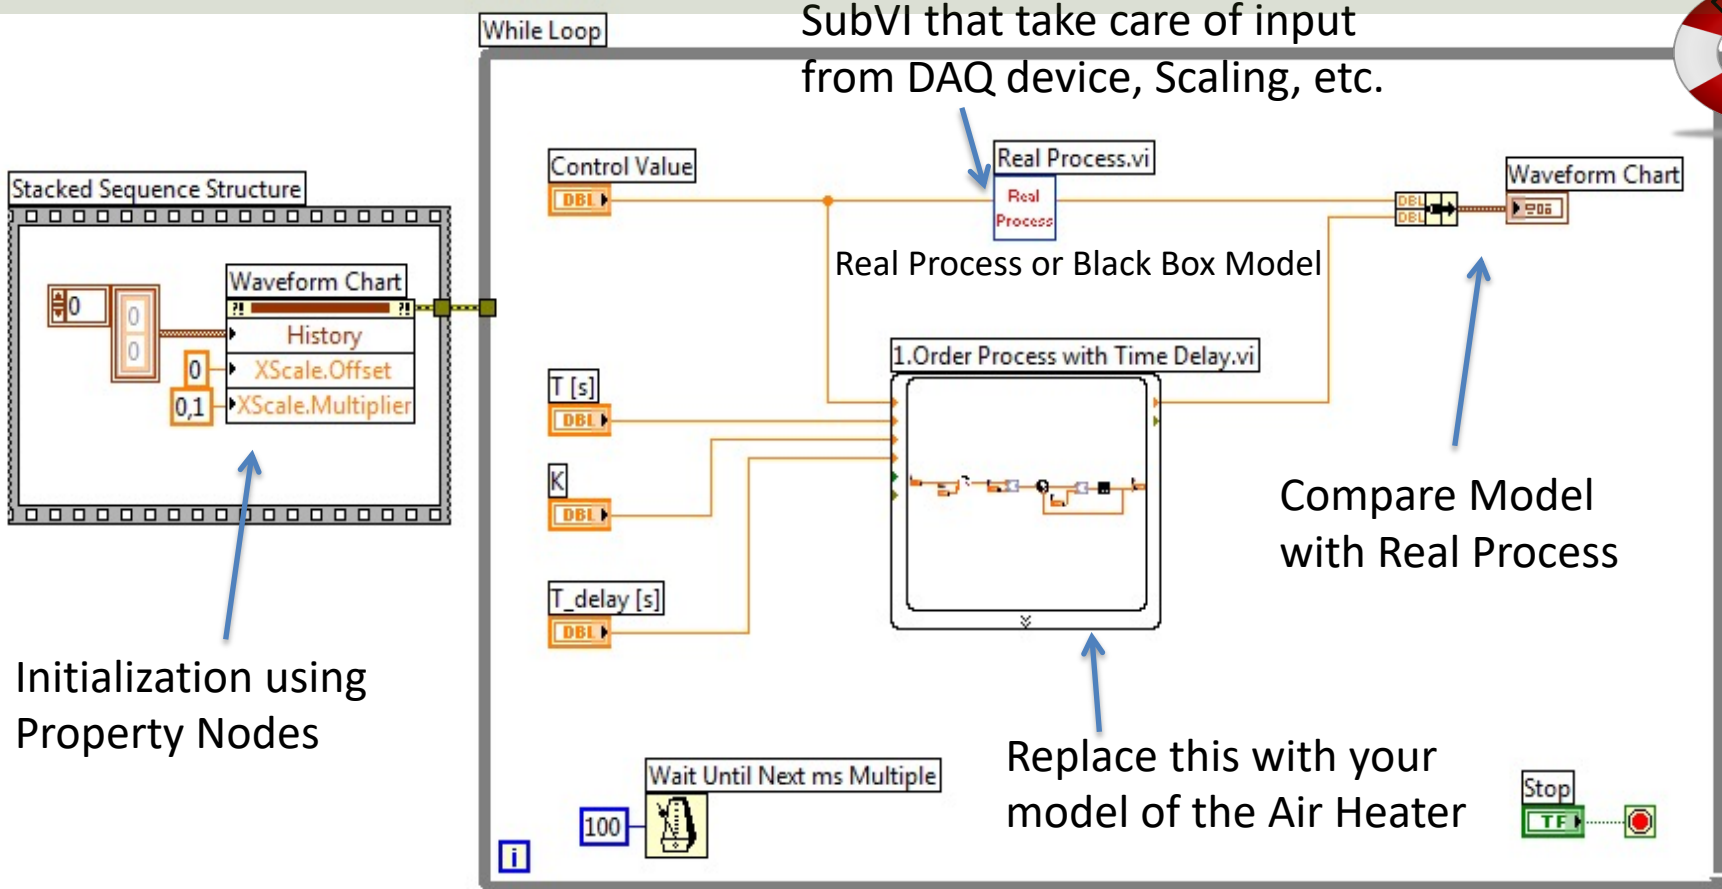 While Loop
SubVI that take care of input
from DAQ device, Scaling, etc.
Control Value
DBL
Real Process.vi
Real
Process
Real Process or Black Box Model
DBL
DBL
Waveform Chart
Stacked Sequence Structure
Waveform Chart
0
0
0
?!
?!
History
0
XScale.Offset
0,1
XScale.Multiplier
1.Order Process with Time Delay.vi
T [s]
DBL
K
DBL
T_delay [s]
DBL
Compare Model
with Real Process
Initialization using
Property Nodes
Replace this with your
model of the Air Heater
Wait Until Next ms Multiple
100
i
Stop
TF